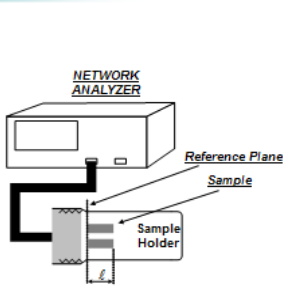 NETWORK
ANALYZER
Reference Plane
Sample
Sample
Holder
ℓ